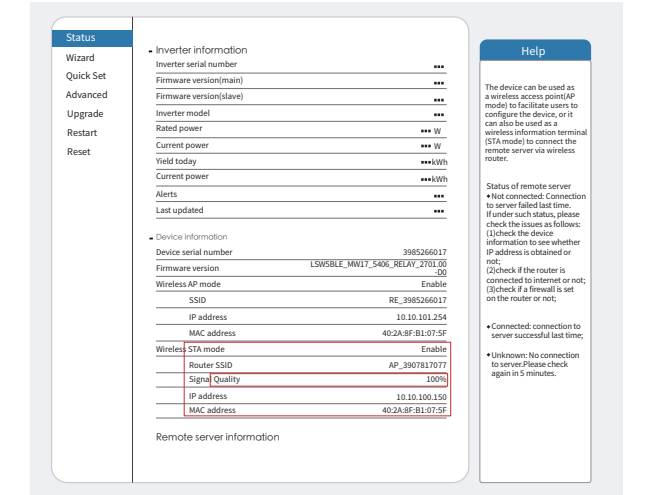 Status
Wizard
Quick Set
Advanced
Upgrade
Restart
Reset
- Inverter information
Inverter serial number ---
Firmware version(main) ---
Firmware version(slave) ---
Inverter model ---
Rated power --- W
Current power --- W
Yield today ---kWh
Current power ---kWh
Alerts ---
Last updated ---
- Device information
Device serial number 3985266017
Firmware version LSW5BLE_MW17_5406_RELAY_2701.00
-D0
Wireless AP mode Enable
SSID RE_3985266017
IP address 10.10.101.254
MAC address 40:2A:8F:B1:07:5F
Wireless STA mode Enable
Router SSID AP_3907817077
Signal Quality 100%
IP address 10.10.100.150
MAC address 40:2A:8F:B1:07:5F
Remote server information
Help
The device can be used as
a wireless access point(AP
mode) to facilitate users to
configure the device, or it
can also be used as a
wireless information terminal
(STA mode) to connect the
remote server via wireless
router.
Status of remote server
◆Not connected: Connection
to server failed last time.
If under such status, please
check the issues as follows:
(1)check the device
information to see whether
IP address is obtained or
not;
(2)check if the router is
connected to internet or not;
(3)check if a firewall is set
on the router or not;
◆Connected: connection to
server successful last time;
◆Unknown: No connection
to server.Please check
again in 5 minutes.